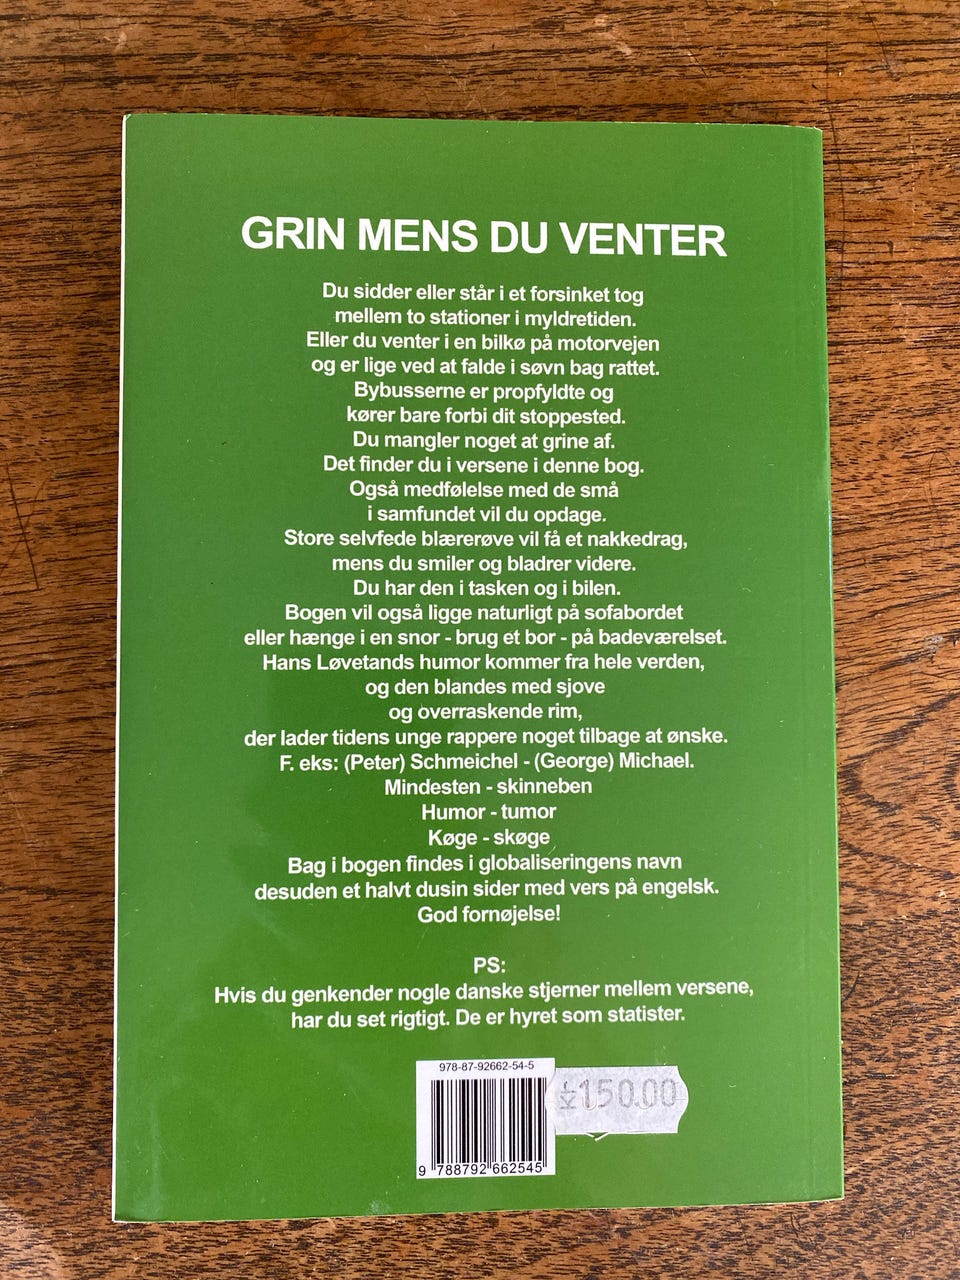 GRIN MENS DU VENTER
Du sidder eller står i et forsinket tog
mellem to stationer i myldretiden.
Eller du venter i en bilkø på motorvejen
og er lige ved at falde i søvn bag rattet.
Bybusserne er propfyldte og
kører bare forbi dit stoppested.
Du mangler noget at grine af.
Det finder du i versene i denne bog.
Også medfølelse med de små
i samfundet vil du opdage.
Store selvfede blærerøve vil få et nakkedrag,
mens du smiler og bladrer videre.
Du har den i tasken og i bilen.
Bogen vil også ligge naturligt på sofabordet
eller hænge i en snor - brug et bor - på badeværelset.
Hans Løvetands humor kommer fra hele verden,
og den blandes med sjove
og overraskende rim,
der lader tidens unge rappere noget tilbage at ønske.
F. eks: (Peter) Schmeichel - (George) Michael.
Mindesten - skinneben
Humor - tumor
Køge - skøge
Bag i bogen findes i globaliseringens navn
desuden et halvt dusin sider med vers på engelsk.
God fornøjelse!
PS:
Hvis du genkender nogle danske stjerner mellem versene,
har du set rigtigt. De er hyret som statister.
978-87-92662-54-5
150.00
9 788792 662545